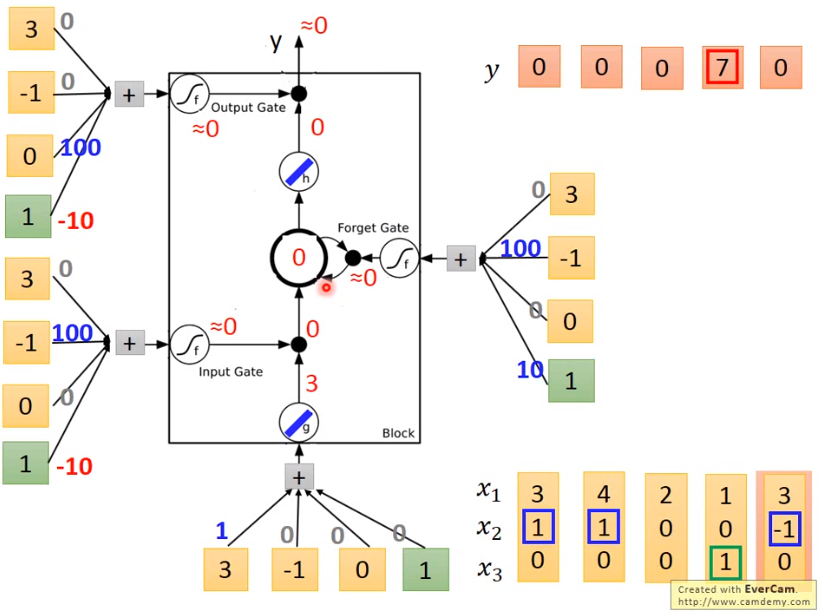 y
≈0
y 0 0 0 7 0
3 0
-1 0
0 100
1 -10
+
f
Output Gate
≈0
0
h
Forget Gate
0
≈0
f
+
0 3
100 -1
0 0
10 1
3 0
-1 100
0 0
1 -10
+
f
≈0
Input Gate
0
3
g
Block
+
1 0 0 0
3 -1 0 1
x₁ 3 4 2 1 3
x₂ 1 1 0 0 -1
x₃ 0 0 0 1 0
Created with EverCam.
http://www.camdemy.com